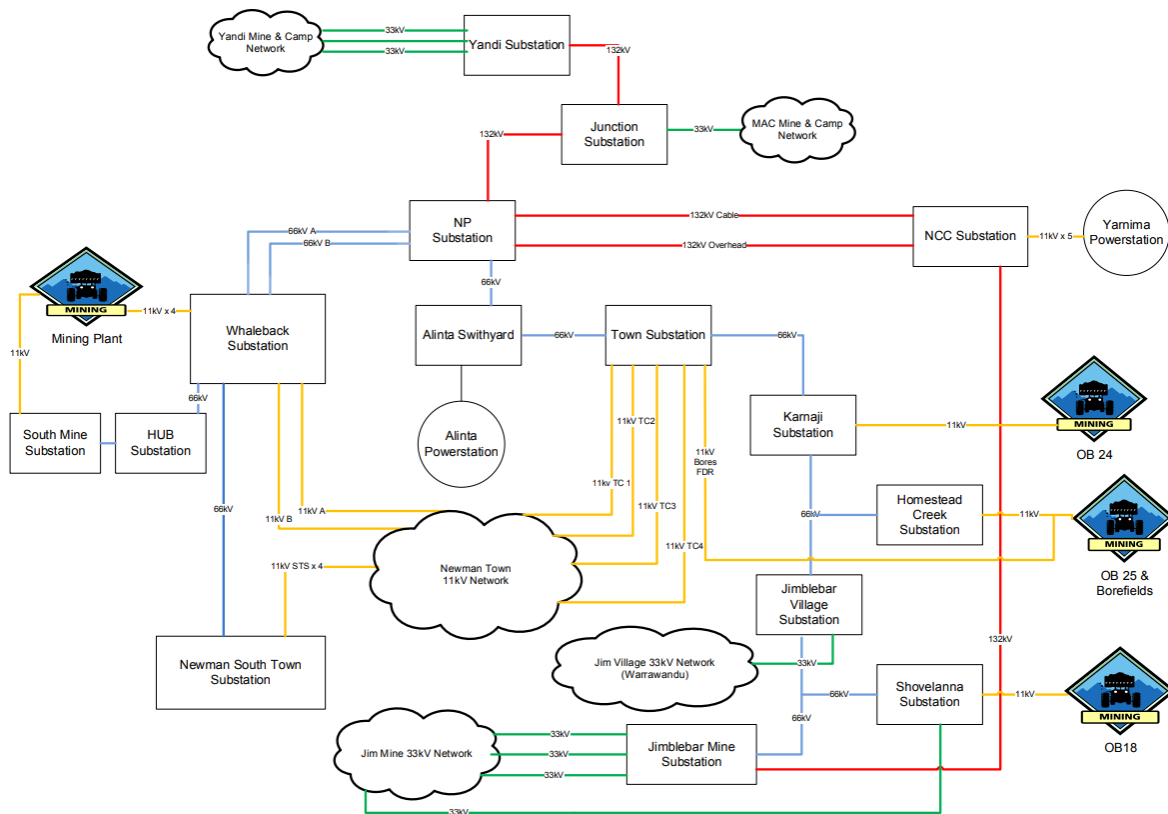 Yandi Mine & Camp
Network
33kV
33kV
Yandi Substation
132kV
Junction
Substation
132kV
33kV
MAC Mine & Camp
Network
NP
Substation
66kV A
66kV B
132kV Cable
132kV Overhead
NCC Substation
11kV x 5
Yarnima
Powerstation
MINING
Mining Plant
11kV x 4
11kV
Whaleback
Substation
66kV
66kV
Alinta Swithyard
66kV
Town Substation
66kV
South Mine
Substation
HUB
Substation
Alinta
Powerstation
11kV TC2
11kV
Bores
FDR
Karnaji
Substation
11kV
MINING
OB 24
66kV
11kV A
11kV B
11kv TC 1
11kV TC3
11kV TC4
66kV
Homestead
Creek
Substation
11kV
MINING
OB 25 &
Borefields
Newman Town
11kV Network
11kV STS x 4
Jimblebar
Village
Substation
132kV
Newman South Town
Substation
Jim Village 33kV Network
(Warrawandu)
33kV
66kV
66kV
Shovelanna
Substation
11kV
MINING
OB18
Jim Mine 33kV Network
33kV
33kV
33kV
Jimblebar Mine
Substation
33kV